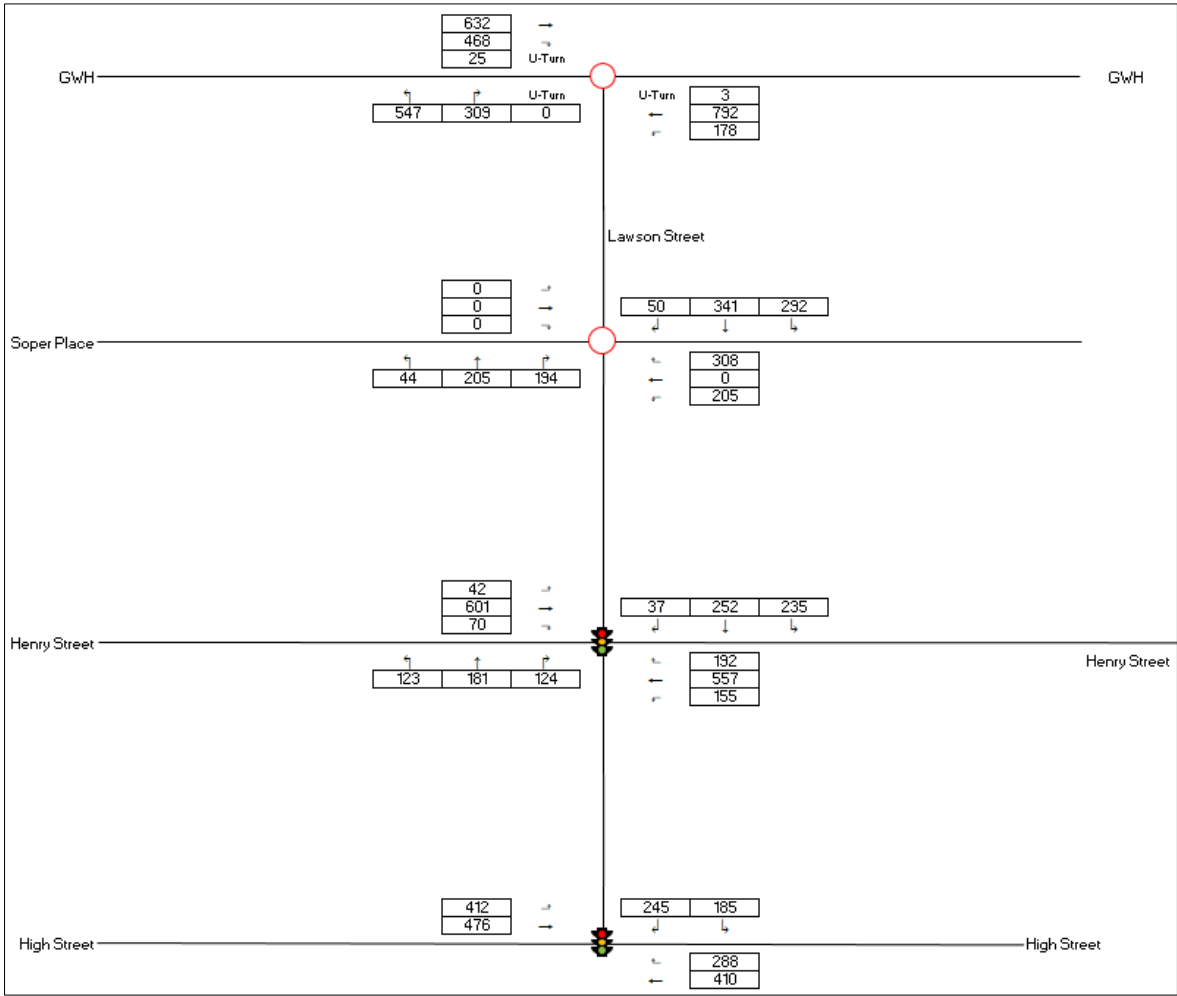 632
468
25 U-Turn
GWH GWH
U-Turn U-Turn 3
547 309 0 792
178
Lawson Street
0
0 50 341 292
0
Soper Place
308
44 205 194 0
205
42
601 37 252 235
70
Henry Street
192 Henry Street
123 181 124 557
155
412 245 185
476
High Street High Street
288
410